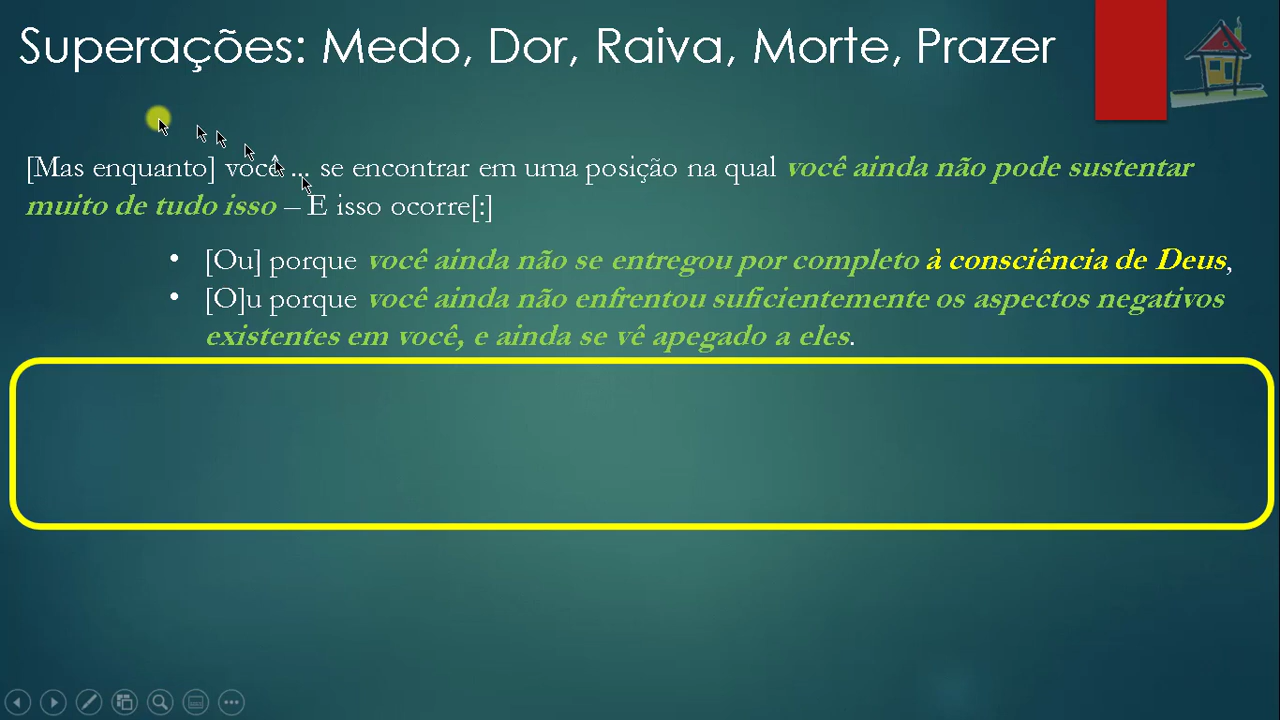 Superações: Medo, Dor, Raiva, Morte, Prazer
[Mas enquanto] você ... se encontrar em uma posição na qual você ainda não pode sustentar
muito de tudo isso – E isso ocorre[:]
• [Ou] porque você ainda não se entregou por completo à consciência de Deus,
• [O]u porque você ainda não enfrentou suficientemente os aspectos negativos
existentes em você, e ainda se vê apegado a eles.